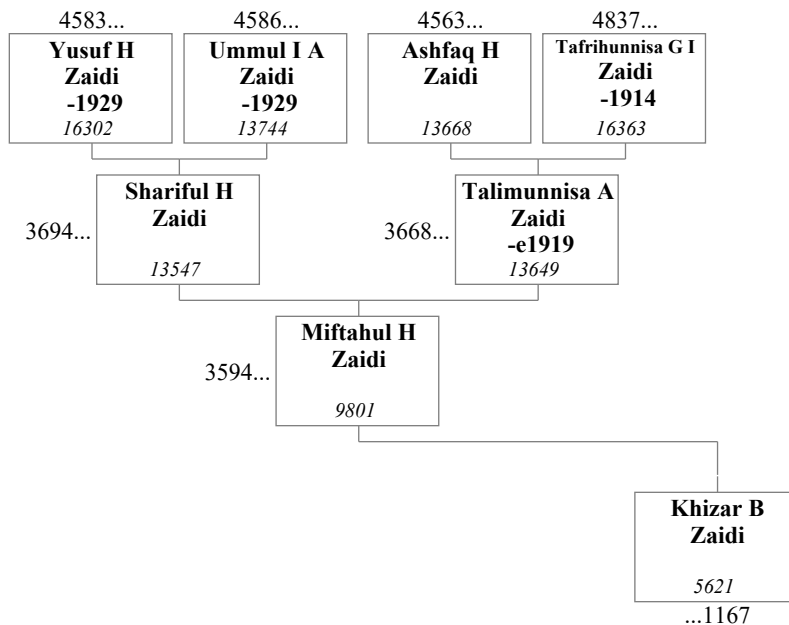 4583...
4586...
4563...
4837...
Yusuf H
Zaidi
-1929
16302
Ummul I A
Zaidi
-1929
13744
Ashfaq H
Zaidi
13668
Tafrihunnisa G I
Zaidi
-1914
16363
3694...
Shariful H
Zaidi
13547
3668...
Talimunnisa A
Zaidi
-e1919
13649
3594...
Miftahul H
Zaidi
9801
Khizar B
Zaidi
5621
...1167